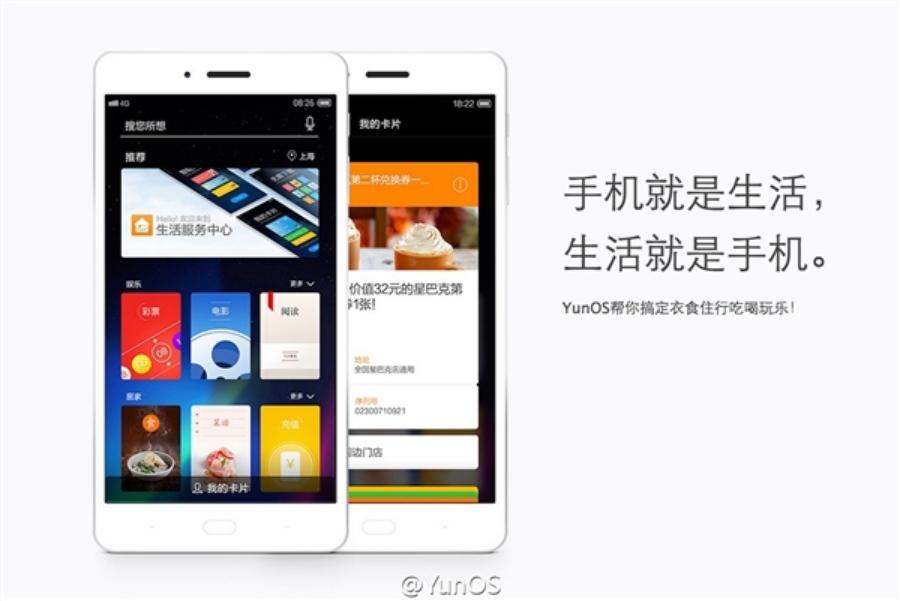 4G 08:26
搜您所想
推荐 上海
Hello! 欢迎来到
生活服务中心
娱乐 更多
彩票 电影 阅读
居家 更多
食 菜谱 充值
¥
我的卡片
18:22
我的卡片
第二杯兑换券一...
价值32元的星巴克第
券1张!
地址
全国星巴克店通用
序列号
02300710921
周边门店
手机就是生活，
生活就是手机。
YunOS帮你搞定衣食住行吃喝玩乐!
@YunOS